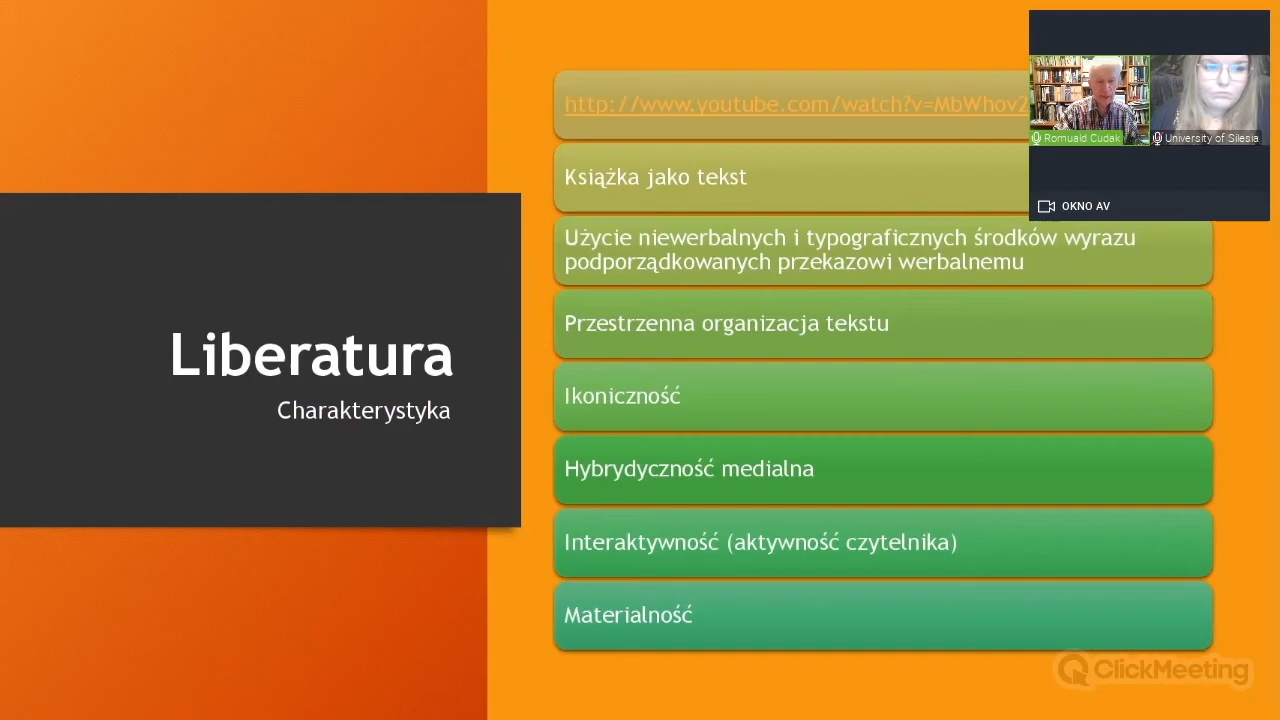 Liberatura
Charakterystyka
http://www.youtube.com/watch?v=MbWhov2
Książka jako tekst
Użycie niewerbalnych i typograficznych środków wyrazu
podporządkowanych przekazowi werbalnemu
Przestrzenna organizacja tekstu
Ikoniczność
Hybrydyczność medialna
Interaktywność (aktywność czytelnika)
Materialność
Romuald Cudak
University of Silesia
OKNO AV
ClickMeeting